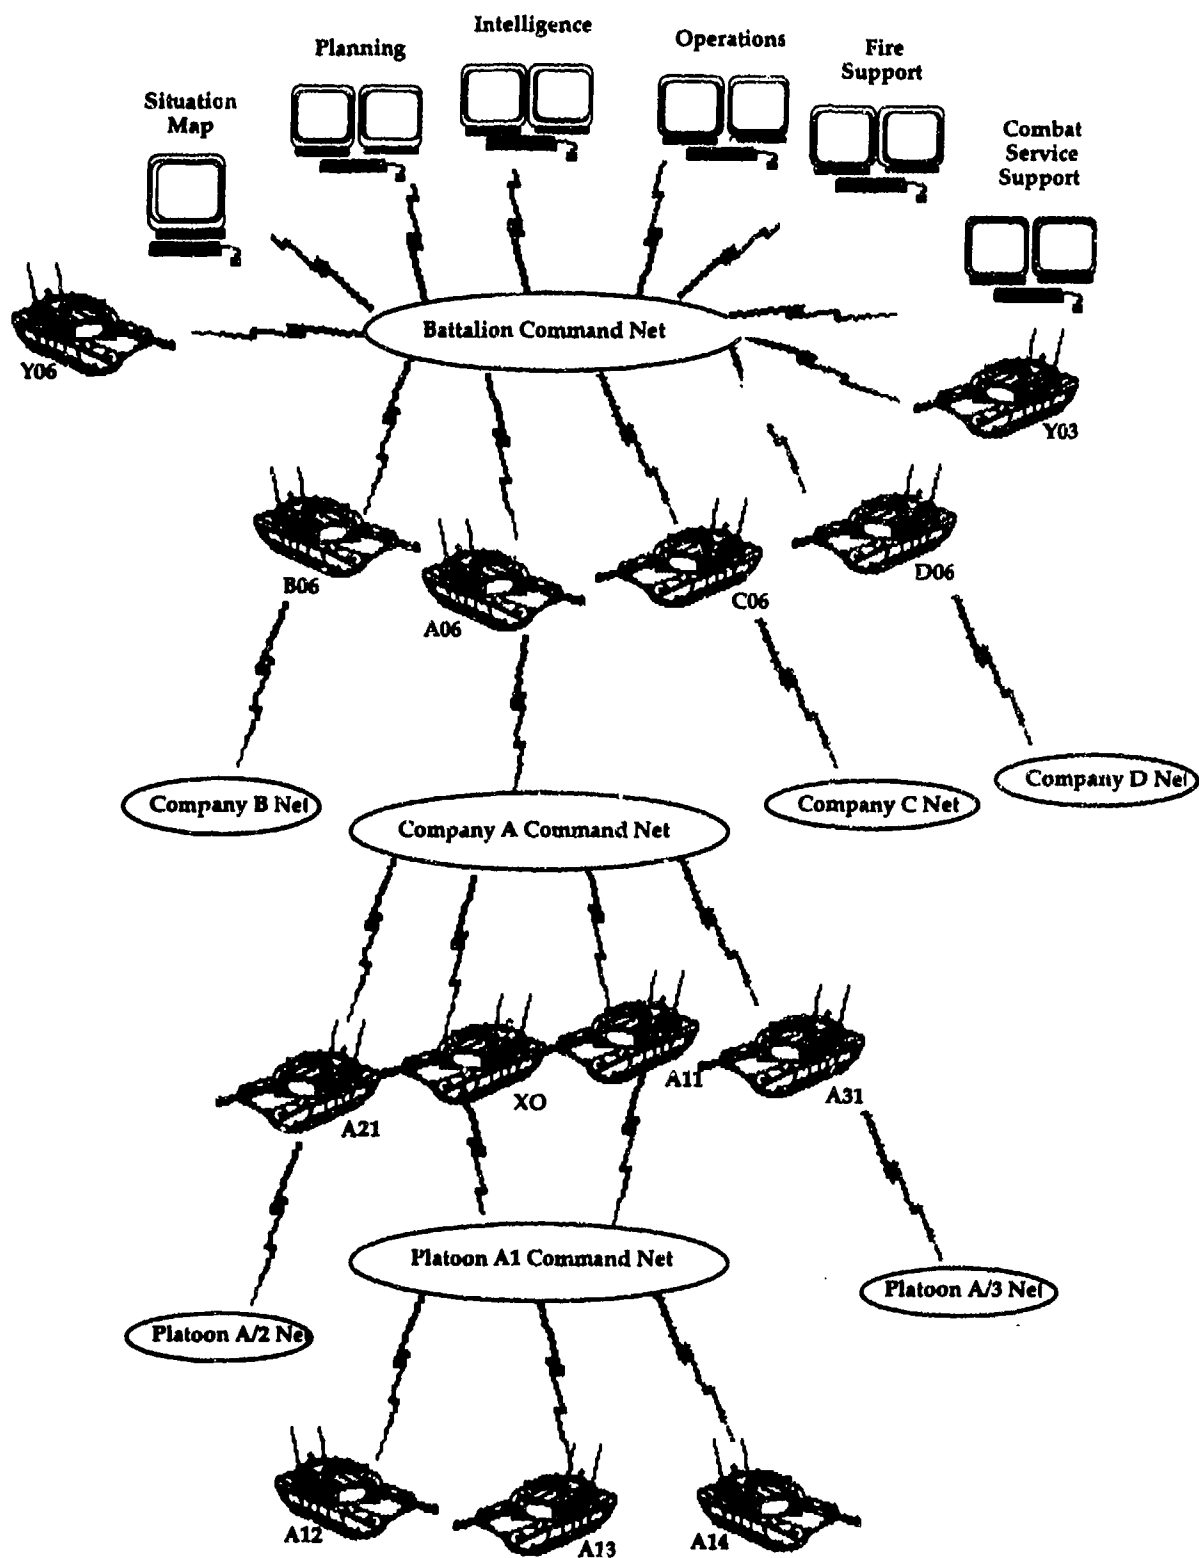 Intelligence
Operations
Planning
Fire
Support
Situation
Map
Combat
Service
Support
Battalion Command Net
Y06
Y03
B06
A06
C06
D06
Company D Net
Company B Net
Company C Net
Company A Command Net
A21
XO
A11
A31
Platoon A1 Command Net
Platoon A/3 Net
Platoon A/2 Net
A12
A13
A14